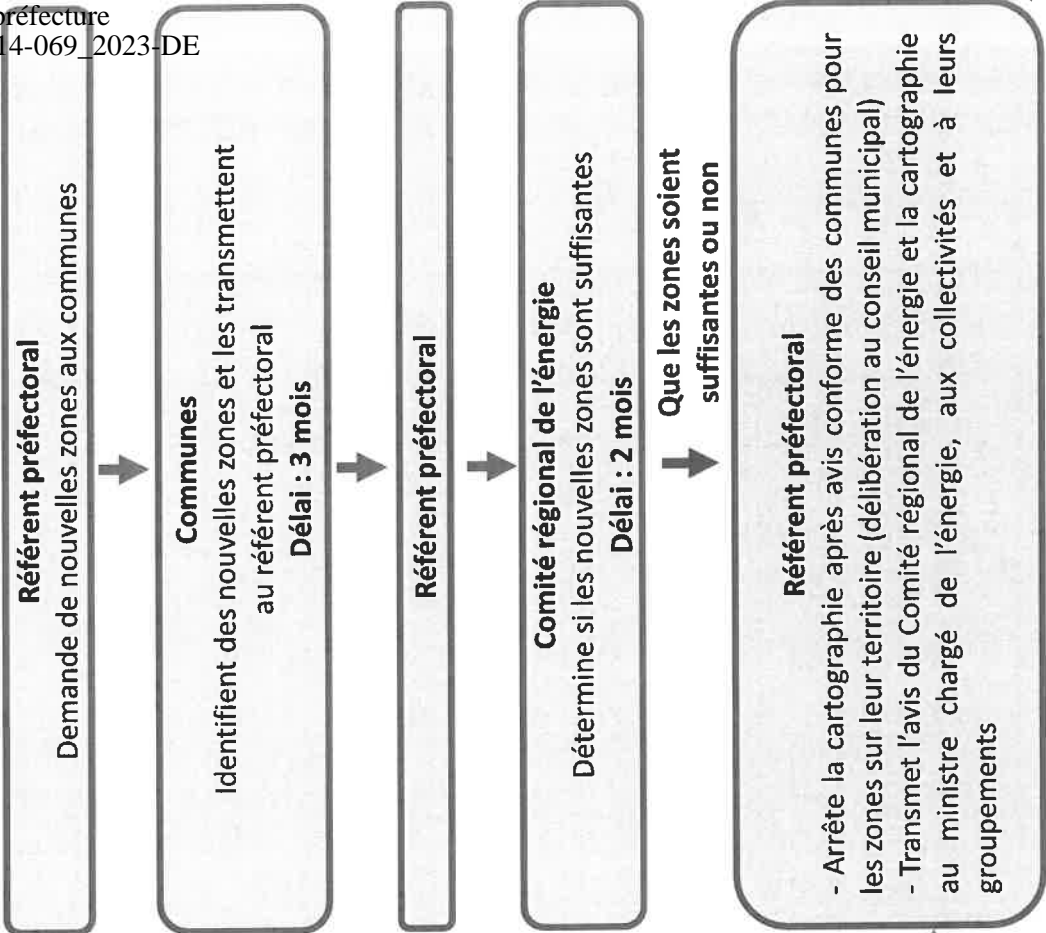 préfecture
14-069_2023-DE
Référent préfectoral
Demande de nouvelles zones aux communes
Communes
Identifient des nouvelles zones et les transmettent
au référent préfectoral
Délai : 3 mois
Référent préfectoral
Comité régional de l'énergie
Détermine si les nouvelles zones sont suffisantes
Délai : 2 mois
Que les zones soient
suffisantes ou non
Référent préfectoral
- Arrête la cartographie après avis conforme des communes pour
les zones sur leur territoire (délibération au conseil municipal)
- Transmet l'avis du Comité régional de l'énergie et la cartographie
au ministre chargé de l'énergie, aux collectivités et à leurs
groupements